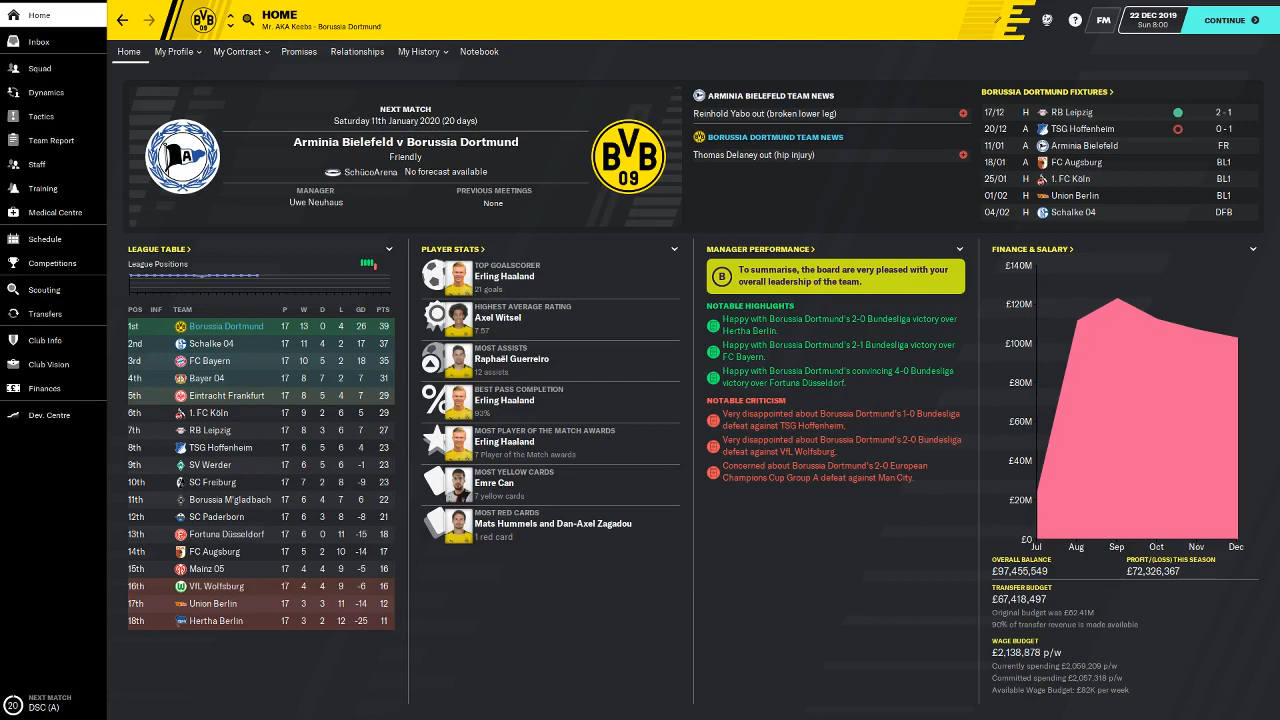 Home
Inbox
Squad
Dynamics
Tactics
Team Report
Staff
Training
Medical Centre
Schedule
Competitions
Scouting
Transfers
Club Info
Club Vision
Finances
Dev. Centre
20
NEXT MATCH
DSC (A)
BVB 09
HOME
Mr. AKA Keebs - Borussia Dortmund
?
FM
22 DEC 2019
Sun 8:00
CONTINUE
Home My Profile My Contract Promises Relationships My History Notebook
NEXT MATCH
Saturday 11th January 2020 (20 days)
Arminia Bielefeld v Borussia Dortmund
Friendly
SchücoArena No forecast available
MANAGER
Uwe Neuhaus
PREVIOUS MEETINGS
None
A
BVB
09
ARMINIA BIELEFELD TEAM NEWS
Reinhold Yabo out (broken lower leg)
BORUSSIA DORTMUND TEAM NEWS
Thomas Delaney out (hip injury)
BORUSSIA DORTMUND FIXTURES >
17/12 H RB Leipzig 2 - 1
20/12 A TSG Hoffenheim 0 - 1
11/01 A Arminia Bielefeld FR
18/01 A FC Augsburg BL1
25/01 H 1. FC Köln BL1
01/02 H Union Berlin BL1
04/02 H Schalke 04 DFB
LEAGUE TABLE >
League Positions
POS INF TEAM P W D L GD PTS
1st Borussia Dortmund 17 13 0 4 26 39
2nd Schalke 04 17 11 4 2 17 37
3rd FC Bayern 17 10 5 2 18 35
4th Bayer 04 17 8 7 2 7 31
5th Eintracht Frankfurt 17 8 5 4 7 29
6th 1. FC Köln 17 9 2 6 5 29
7th RB Leipzig 17 8 3 6 7 27
8th TSG Hoffenheim 17 6 5 6 4 23
9th SV Werder 17 6 5 6 -1 23
10th SC Freiburg 17 7 2 8 -9 23
11th Borussia M'gladbach 17 6 4 7 6 22
12th SC Paderborn 17 6 3 8 -8 21
13th Fortuna Düsseldorf 17 6 0 11 -15 18
14th FC Augsburg 17 5 2 10 -14 17
15th Mainz 05 17 4 4 9 -5 16
16th VfL Wolfsburg 17 4 4 9 -6 16
17th Union Berlin 17 3 3 11 -14 12
18th Hertha Berlin 17 3 2 12 -25 11
PLAYER STATS >
TOP GOALSCORER
Erling Haaland
21 goals
HIGHEST AVERAGE RATING
Axel Witsel
7.57
MOST ASSISTS
Raphaël Guerreiro
12 assists
BEST PASS COMPLETION
Erling Haaland
93%
MOST PLAYER OF THE MATCH AWARDS
Erling Haaland
7 Player of the Match awards
MOST YELLOW CARDS
Emre Can
7 yellow cards
MOST RED CARDS
Mats Hummels and Dan-Axel Zagadou
1 red card
MANAGER PERFORMANCE >
B
To summarise, the board are very pleased with your
overall leadership of the team.
NOTABLE HIGHLIGHTS
Happy with Borussia Dortmund's 2-0 Bundesliga victory over
Hertha Berlin.
Happy with Borussia Dortmund's 2-1 Bundesliga victory over
FC Bayern.
Happy with Borussia Dortmund's convincing 4-0 Bundesliga
victory over Fortuna Düsseldorf.
NOTABLE CRITICISM
Very disappointed about Borussia Dortmund's 1-0 Bundesliga
defeat against TSG Hoffenheim.
Very disappointed about Borussia Dortmund's 2-0 Bundesliga
defeat against VfL Wolfsburg.
Concerned about Borussia Dortmund's 2-0 European
Champions Cup Group A defeat against Man City.
FINANCE & SALARY >
£140M
£120M
£100M
£80M
£60M
£40M
£20M
£0
Jul Aug Sep Oct Nov Dec
OVERALL BALANCE
£97,455,549
PROFIT/(LOSS) THIS SEASON
£72,326,367
TRANSFER BUDGET
£67,418,497
Original budget was £62.41M
90% of transfer revenue is made available
WAGE BUDGET
£2,138,878 p/w
Currently spending £2,059,209 p/w
Committed spending £2,057,318 p/w
Available Wage Budget: £82K per week